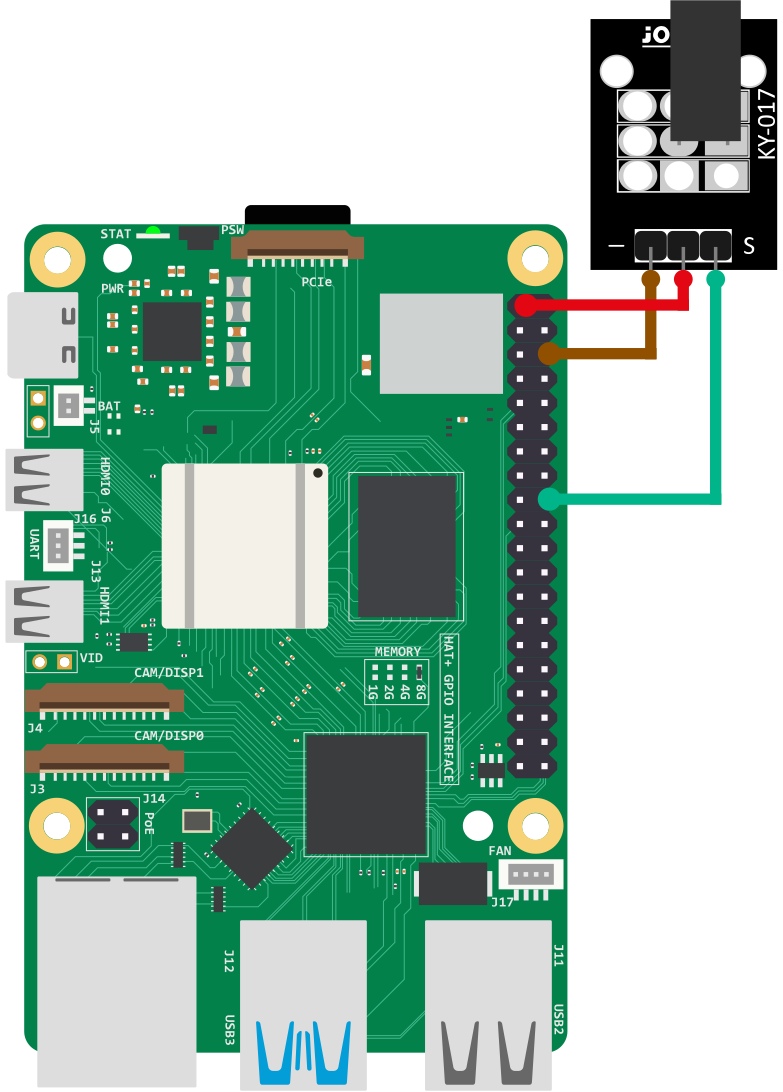 JO
KY-017
–
S
STAT
PSW
PWR
PCIe
BAT
J5
HDMI0
J6
J16
UART
J13
HDMI1
VID
CAM/DISP1
MEMORY
1G
2G
4G
8G
HAT+ GPIO INTERFACE
J4
CAM/DISP0
J3
J14
PoE
FAN
J17
J12
J11
USB3
USB2